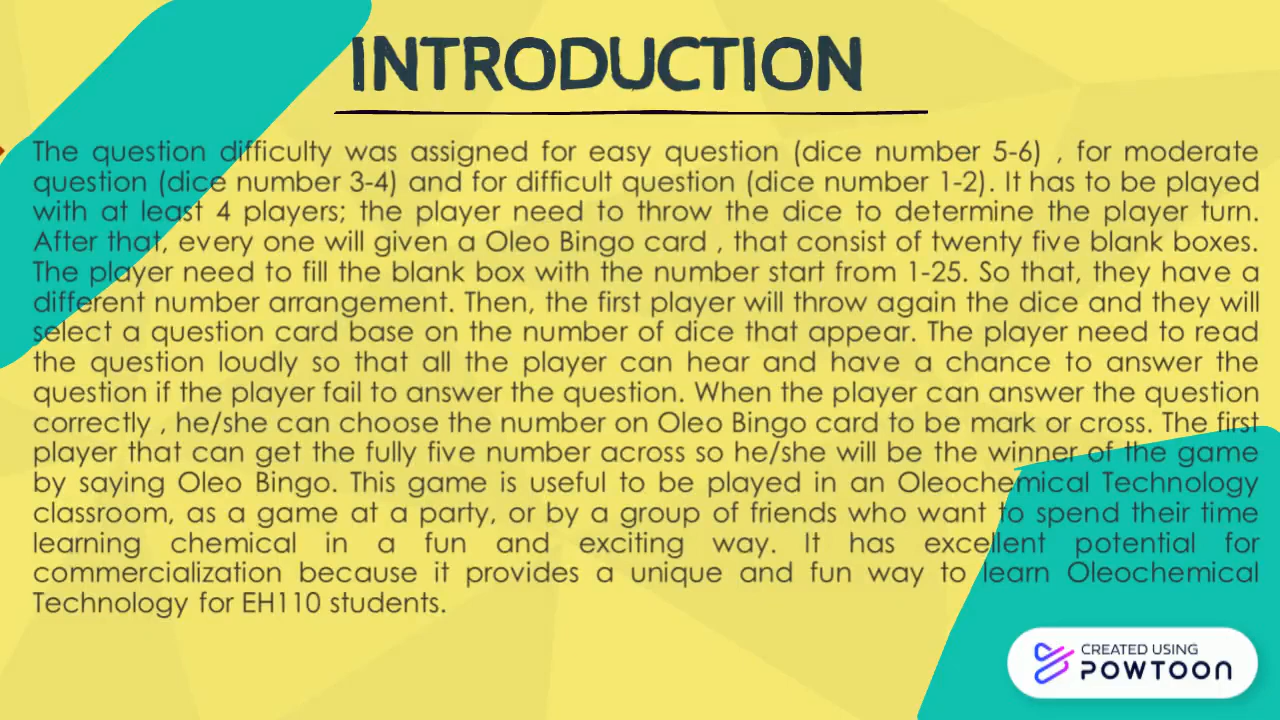 INTRODUCTION
The question difficulty was assigned for easy question (dice number 5-6) , for moderate
question (dice number 3-4) and for difficult question (dice number 1-2). It has to be played
with at least 4 players; the player need to throw the dice to determine the player turn.
After that, every one will given a Oleo Bingo card , that consist of twenty five blank boxes.
The player need to fill the blank box with the number start from 1-25. So that, they have a
different number arrangement. Then, the first player will throw again the dice and they will
select a question card base on the number of dice that appear. The player need to read
the question loudly so that all the player can hear and have a chance to answer the
question if the player fail to answer the question. When the player can answer the question
correctly , he/she can choose the number on Oleo Bingo card to be mark or cross. The first
player that can get the fully five number across so he/she will be the winner of the game
by saying Oleo Bingo. This game is useful to be played in an Oleochemical Technology
classroom, as a game at a party, or by a group of friends who want to spend their time
learning chemical in a fun and exciting way. It has excellent potential for
commercialization because it provides a unique and fun way to learn Oleochemical
Technology for EH110 students.
CREATED USING
POWTOON